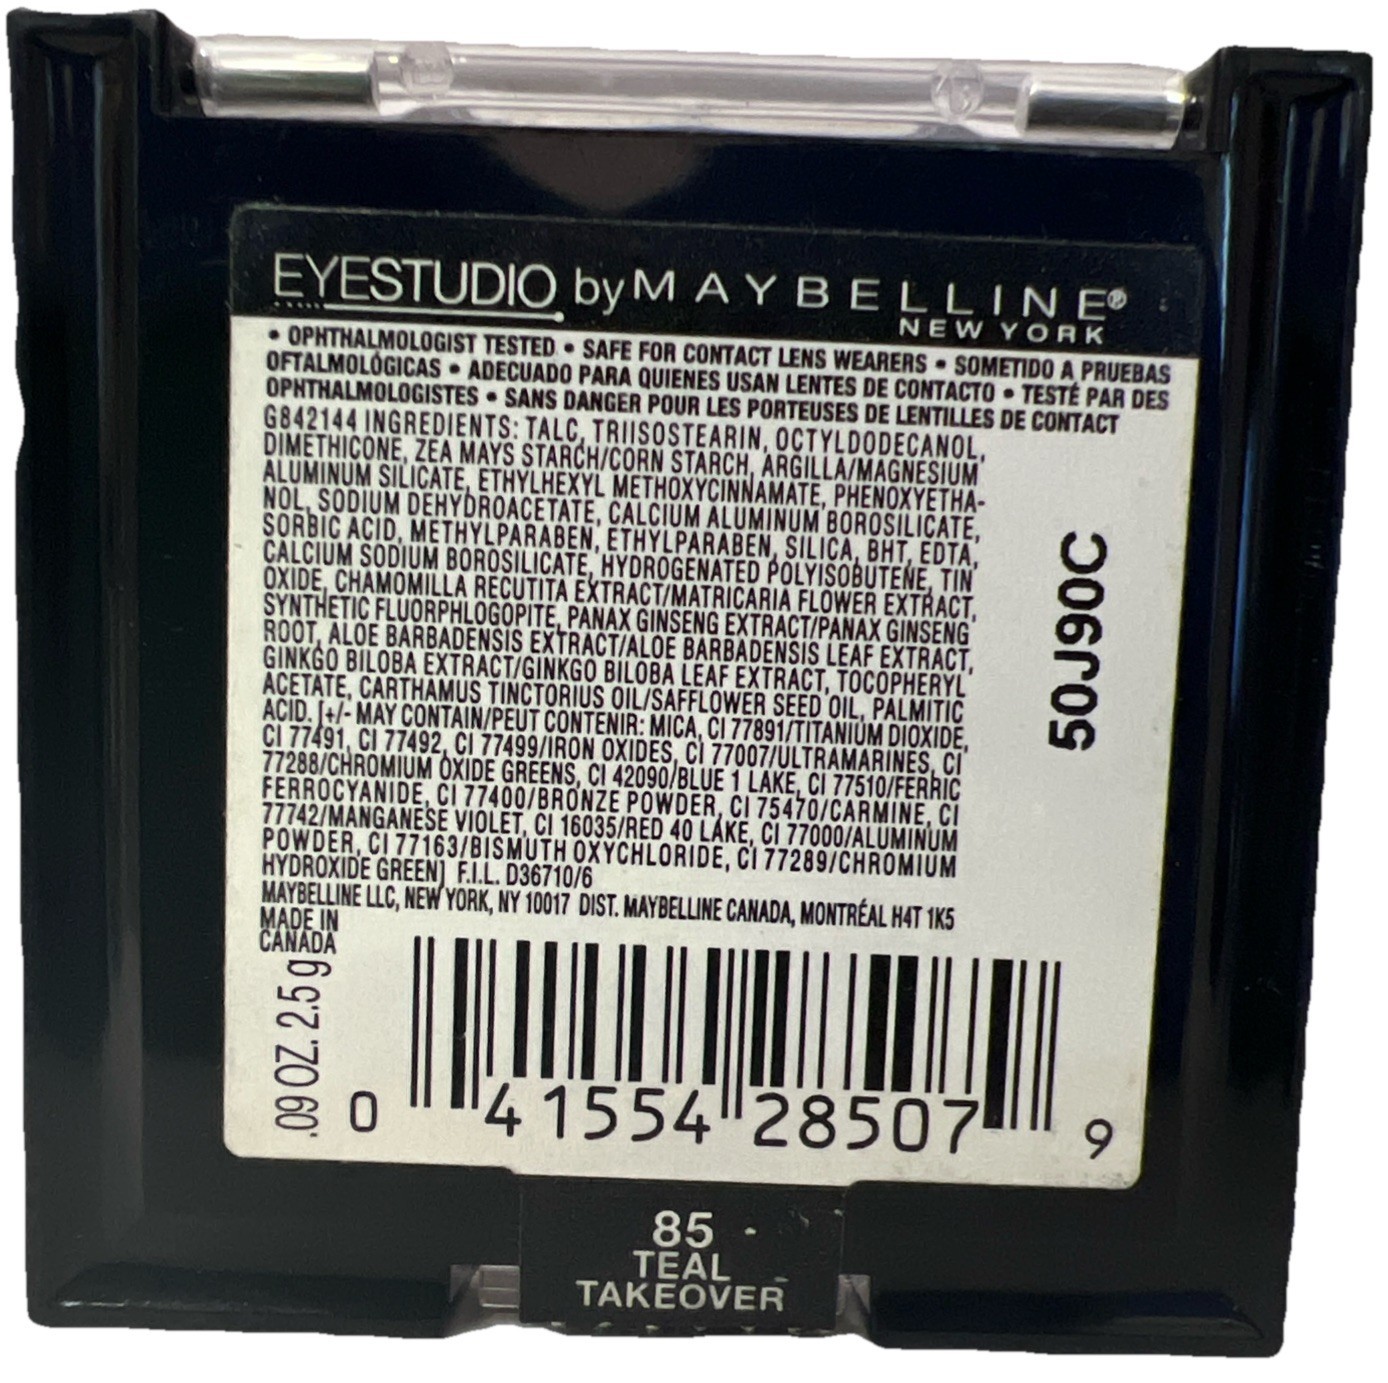 EYESTUDIO by MAYBELLINE®
NEW YORK
• OPHTHALMOLOGIST TESTED • SAFE FOR CONTACT LENS WEARERS • SOMETIDO A PRUEBAS
OFTALMOLÓGICAS • ADECUADO PARA QUIENES USAN LENTES DE CONTACTO • TESTÉ PAR DES
OPHTHALMOLOGISTES • SANS DANGER POUR LES PORTEUSES DE LENTILLES DE CONTACT
G842144 INGREDIENTS: TALC, TRIISOSTEARIN, OCTYLDODECANOL,
DIMETHICONE, ZEA MAYS STARCH/CORN STARCH, ARGILLA/MAGNESIUM
ALUMINUM SILICATE, ETHYLHEXYL METHOXYCINNAMATE, PHENOXYETHA-
NOL, SODIUM DEHYDROACETATE, CALCIUM ALUMINUM BOROSILICATE,
SORBIC ACID, METHYLPARABEN, ETHYLPARABEN, SILICA, BHT, EDTA,
CALCIUM SODIUM BOROSILICATE, HYDROGENATED POLYISOBUTENE, TIN
OXIDE, CHAMOMILLA RECUTITA EXTRACT/MATRICARIA FLOWER EXTRACT,
SYNTHETIC FLUORPHLOGOPITE, PANAX GINSENG EXTRACT/PANAX GINSENG
ROOT, ALOE BARBADENSIS EXTRACT/ALOE BARBADENSIS LEAF EXTRACT,
GINKGO BILOBA EXTRACT/GINKGO BILOBA LEAF EXTRACT, TOCOPHERYL
ACETATE, CARTHAMUS TINCTORIUS OIL/SAFFLOWER SEED OIL, PALMITIC
ACID. [+/- MAY CONTAIN/PEUT CONTENIR: MICA, CI 77891/TITANIUM DIOXIDE,
CI 77491, CI 77492, CI 77499/IRON OXIDES, CI 77007/ULTRAMARINES, CI
77288/CHROMIUM OXIDE GREENS, CI 42090/BLUE 1 LAKE, CI 77510/FERRIC
FERROCYANIDE, CI 77400/BRONZE POWDER, CI 75470/CARMINE, CI
77742/MANGANESE VIOLET, CI 16035/RED 40 LAKE, CI 77000/ALUMINUM
POWDER, CI 77163/BISMUTH OXYCHLORIDE, CI 77289/CHROMIUM
HYDROXIDE GREEN] F.I.L. D36710/6
MAYBELLINE LLC, NEW YORK, NY 10017 DIST. MAYBELLINE CANADA, MONTRÉAL H4T 1K5
MADE IN
CANADA
50J90C
.09 OZ. 2.5 g
0 41554 28507 9
85
TEAL
TAKEOVER